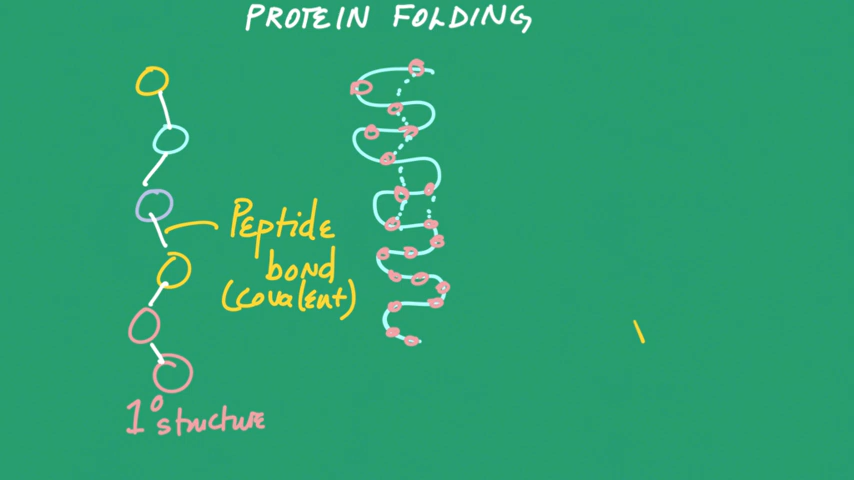 PROTEIN FOLDING
Peptide
bond
(covalent)
1° structure